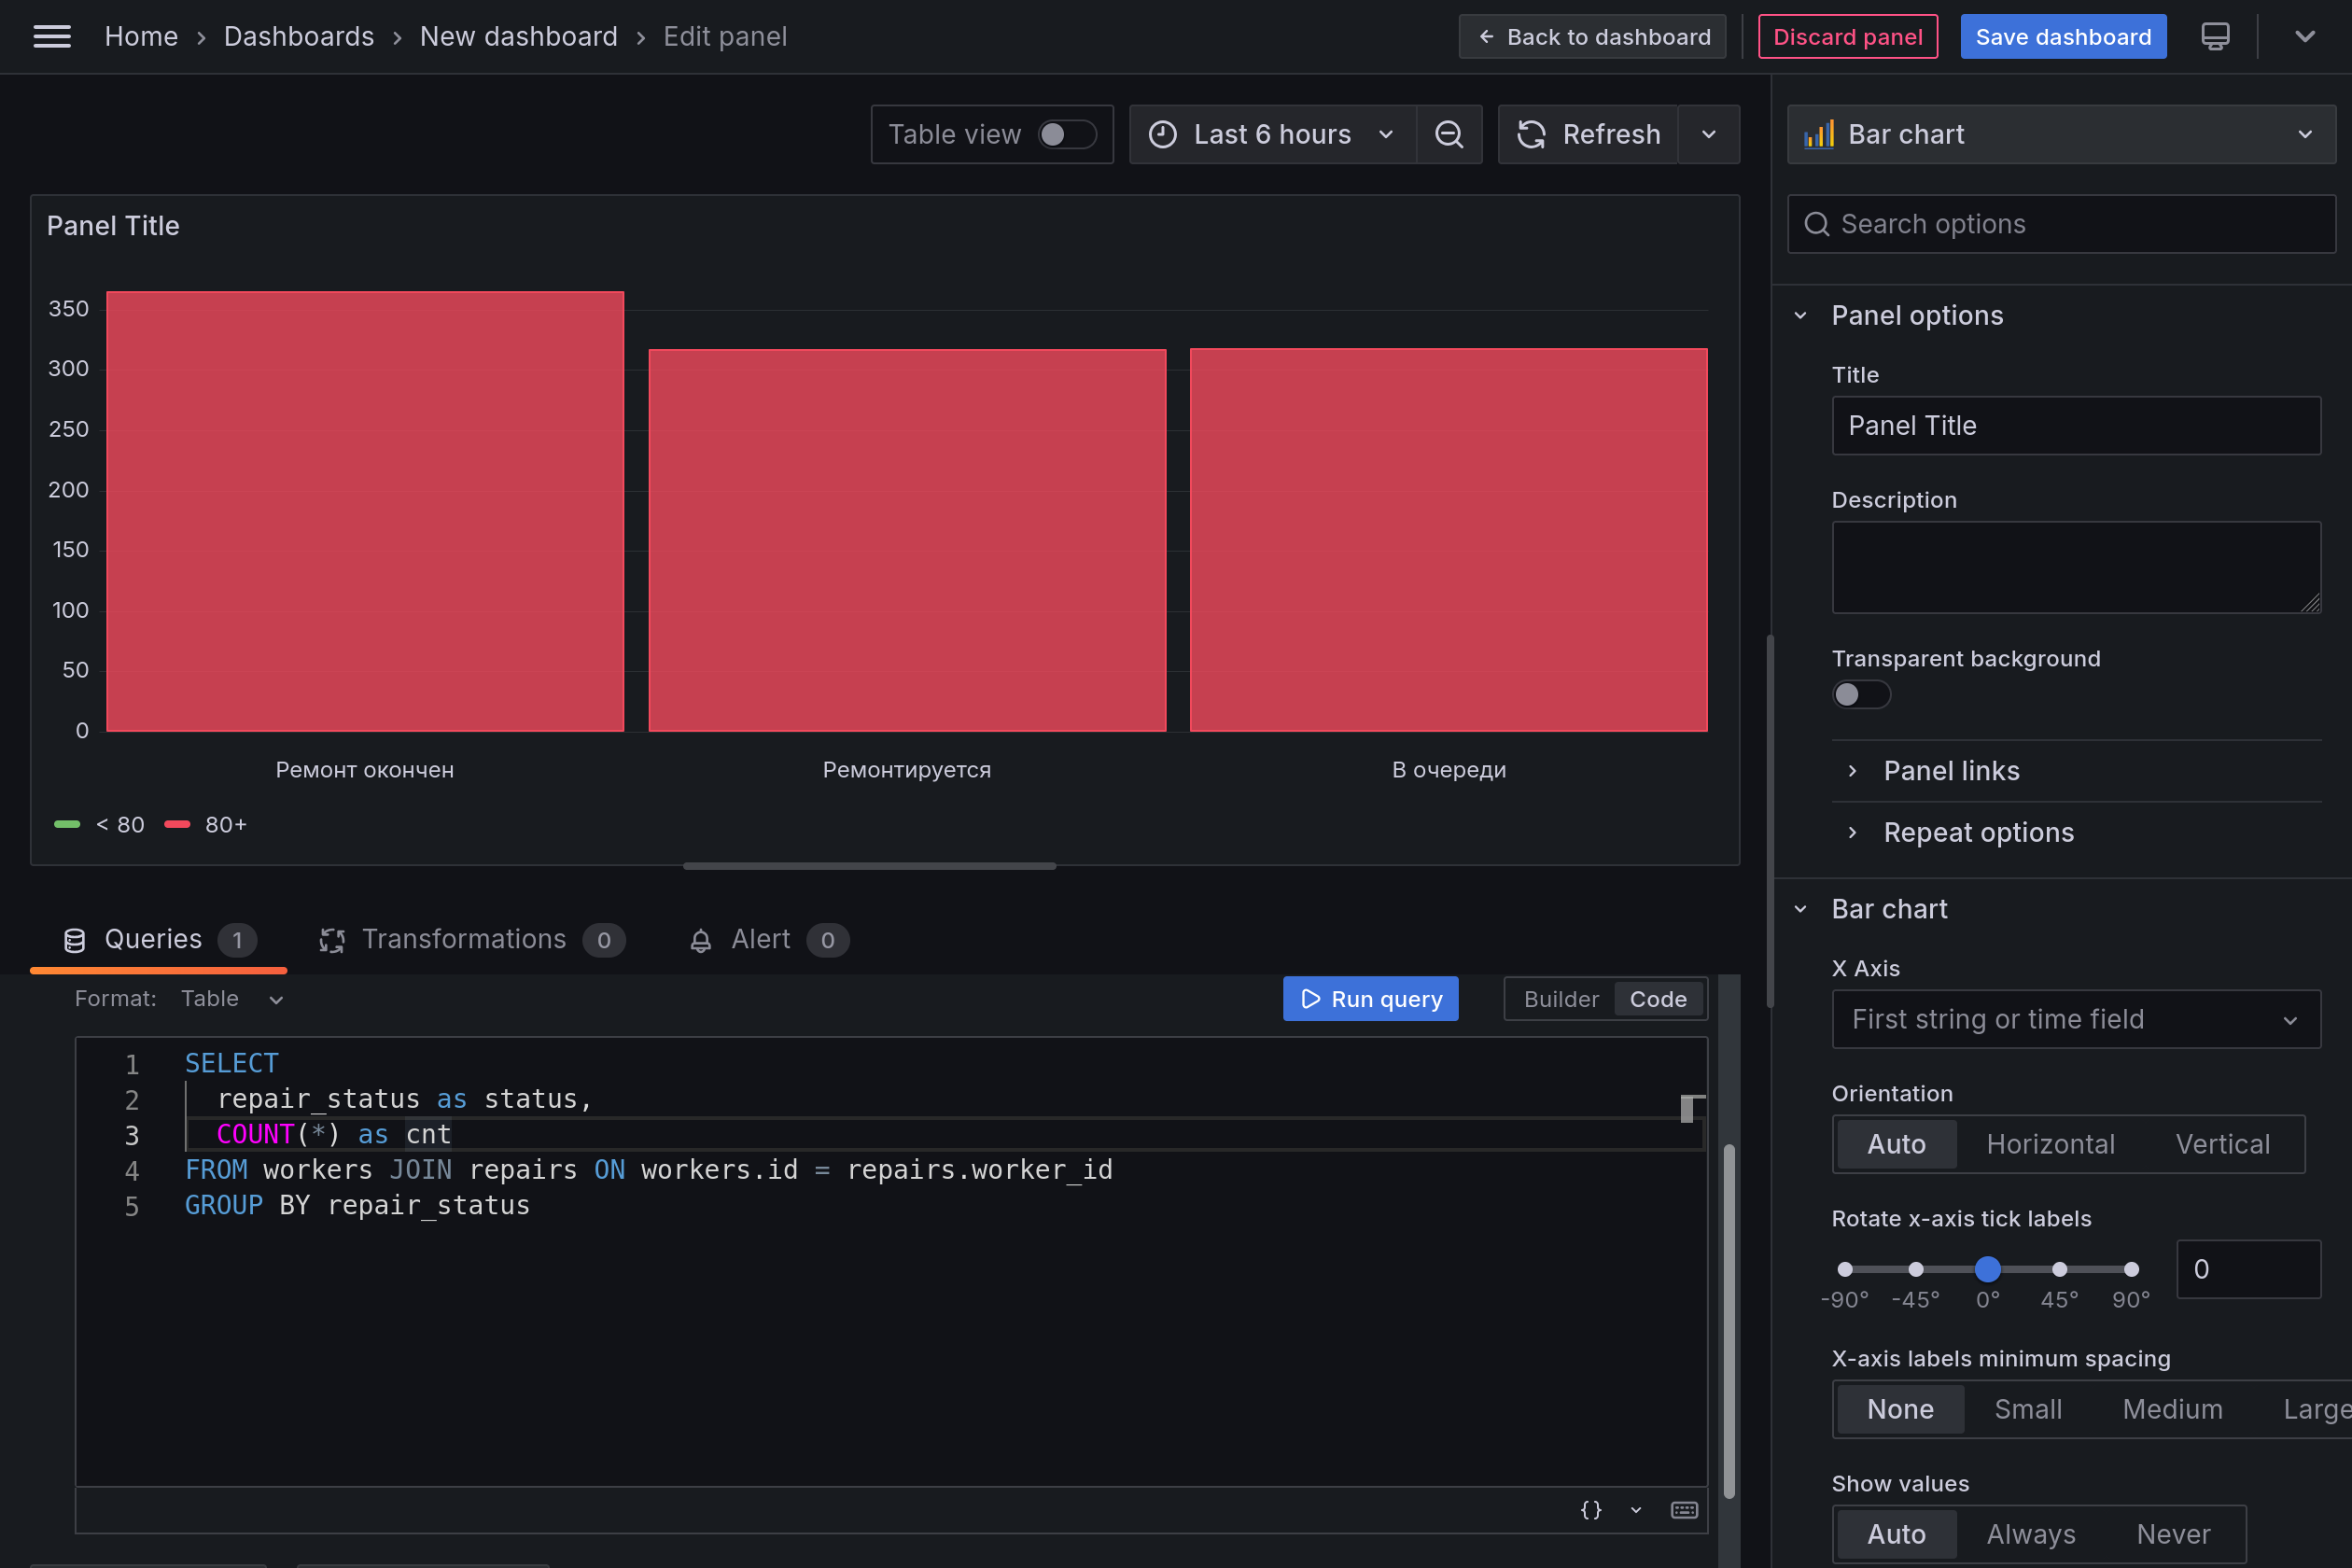 Home › Dashboards › New dashboard › Edit panel
Back to dashboard
Discard panel
Save dashboard
Table view
Last 6 hours
Refresh
Bar chart
Search options
Panel Title
350
300
250
200
150
100
50
0
Ремонт окончен
Ремонтируется
В очереди
< 80
80+
Panel options
Title
Panel Title
Description
Transparent background
Panel links
Repeat options
Queries 1
Transformations 0
Alert 0
Format: Table
Run query
Builder
Code
1 SELECT
2 repair_status as status,
3 COUNT(*) as cnt
4 FROM workers JOIN repairs ON workers.id = repairs.worker_id
5 GROUP BY repair_status
{}
Bar chart
X Axis
First string or time field
Orientation
Auto Horizontal Vertical
Rotate x-axis tick labels
0
-90° -45° 0° 45° 90°
X-axis labels minimum spacing
None Small Medium Large
Show values
Auto Always Never